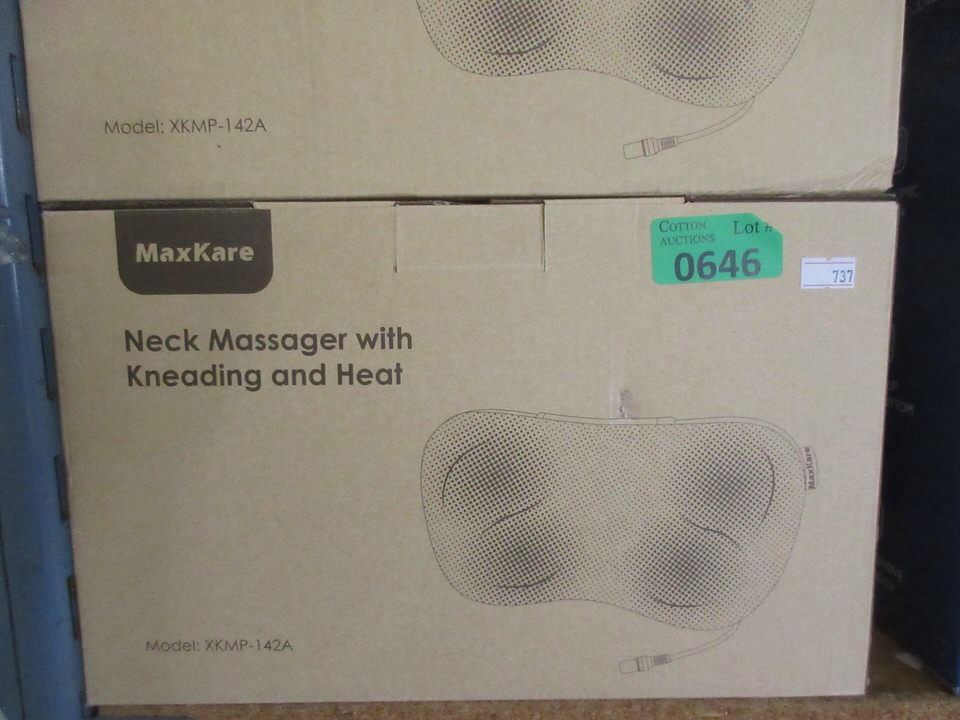 Model: XKMP-142A
MaxKare
COTTON AUCTIONS
Lot #
0646
737
Neck Massager with
Kneading and Heat
MaxKare
Model: XKMP-142A